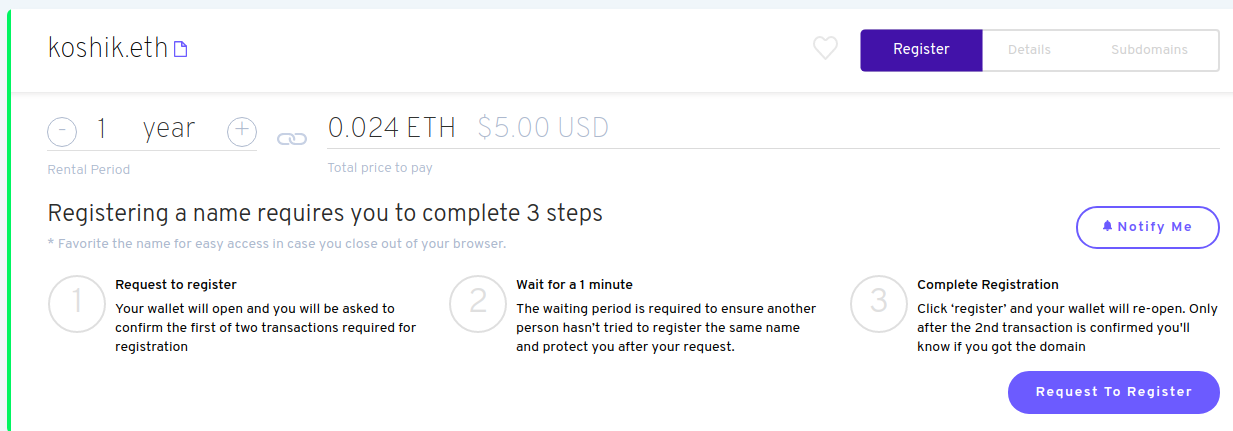 koshik.eth
Register
Details
Subdomains
- 1 year +
0.024 ETH $5.00 USD
Rental Period
Total price to pay
Registering a name requires you to complete 3 steps
* Favorite the name for easy access in case you close out of your browser.
Notify Me
1
Request to register
Your wallet will open and you will be asked to
confirm the first of two transactions required for
registration
2
Wait for a 1 minute
The waiting period is required to ensure another
person hasn't tried to register the same name
and protect you after your request.
3
Complete Registration
Click ‘register’ and your wallet will re-open. Only
after the 2nd transaction is confirmed you'll
know if you got the domain
Request To Register